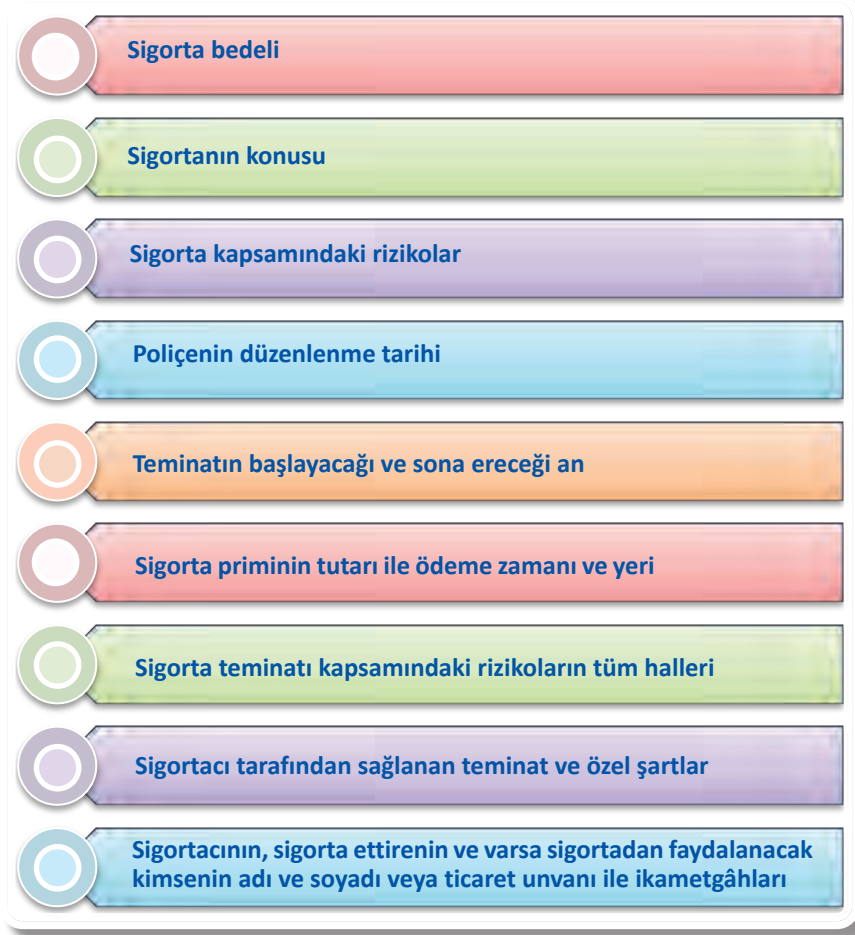 Sigorta bedeli
Sigortanın konusu
Sigorta kapsamındaki rizikolar
Poliçenin düzenlenme tarihi
Teminatın başlayacağı ve sona ereceği an
Sigorta priminin tutarı ile ödeme zamanı ve yeri
Sigorta teminatı kapsamındaki rizikoların tüm halleri
Sigortacı tarafından sağlanan teminat ve özel şartlar
Sigortacının, sigorta ettirenin ve varsa sigortadan faydalanacak
kimsenin adı ve soyadı veya ticaret unvanı ile ikametgâhları